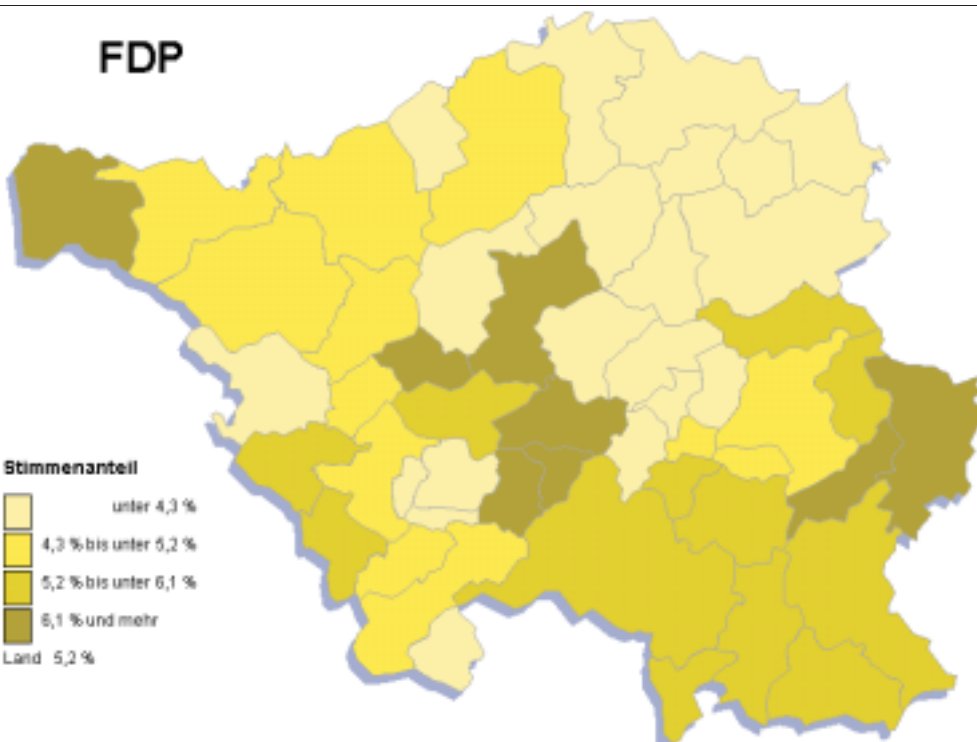 FDP
Stimmenanteil
unter 4,3 %
4,3 % bis unter 5,2 %
5,2 % bis unter 6,1 %
6,1 % und mehr
Land 5,2 %